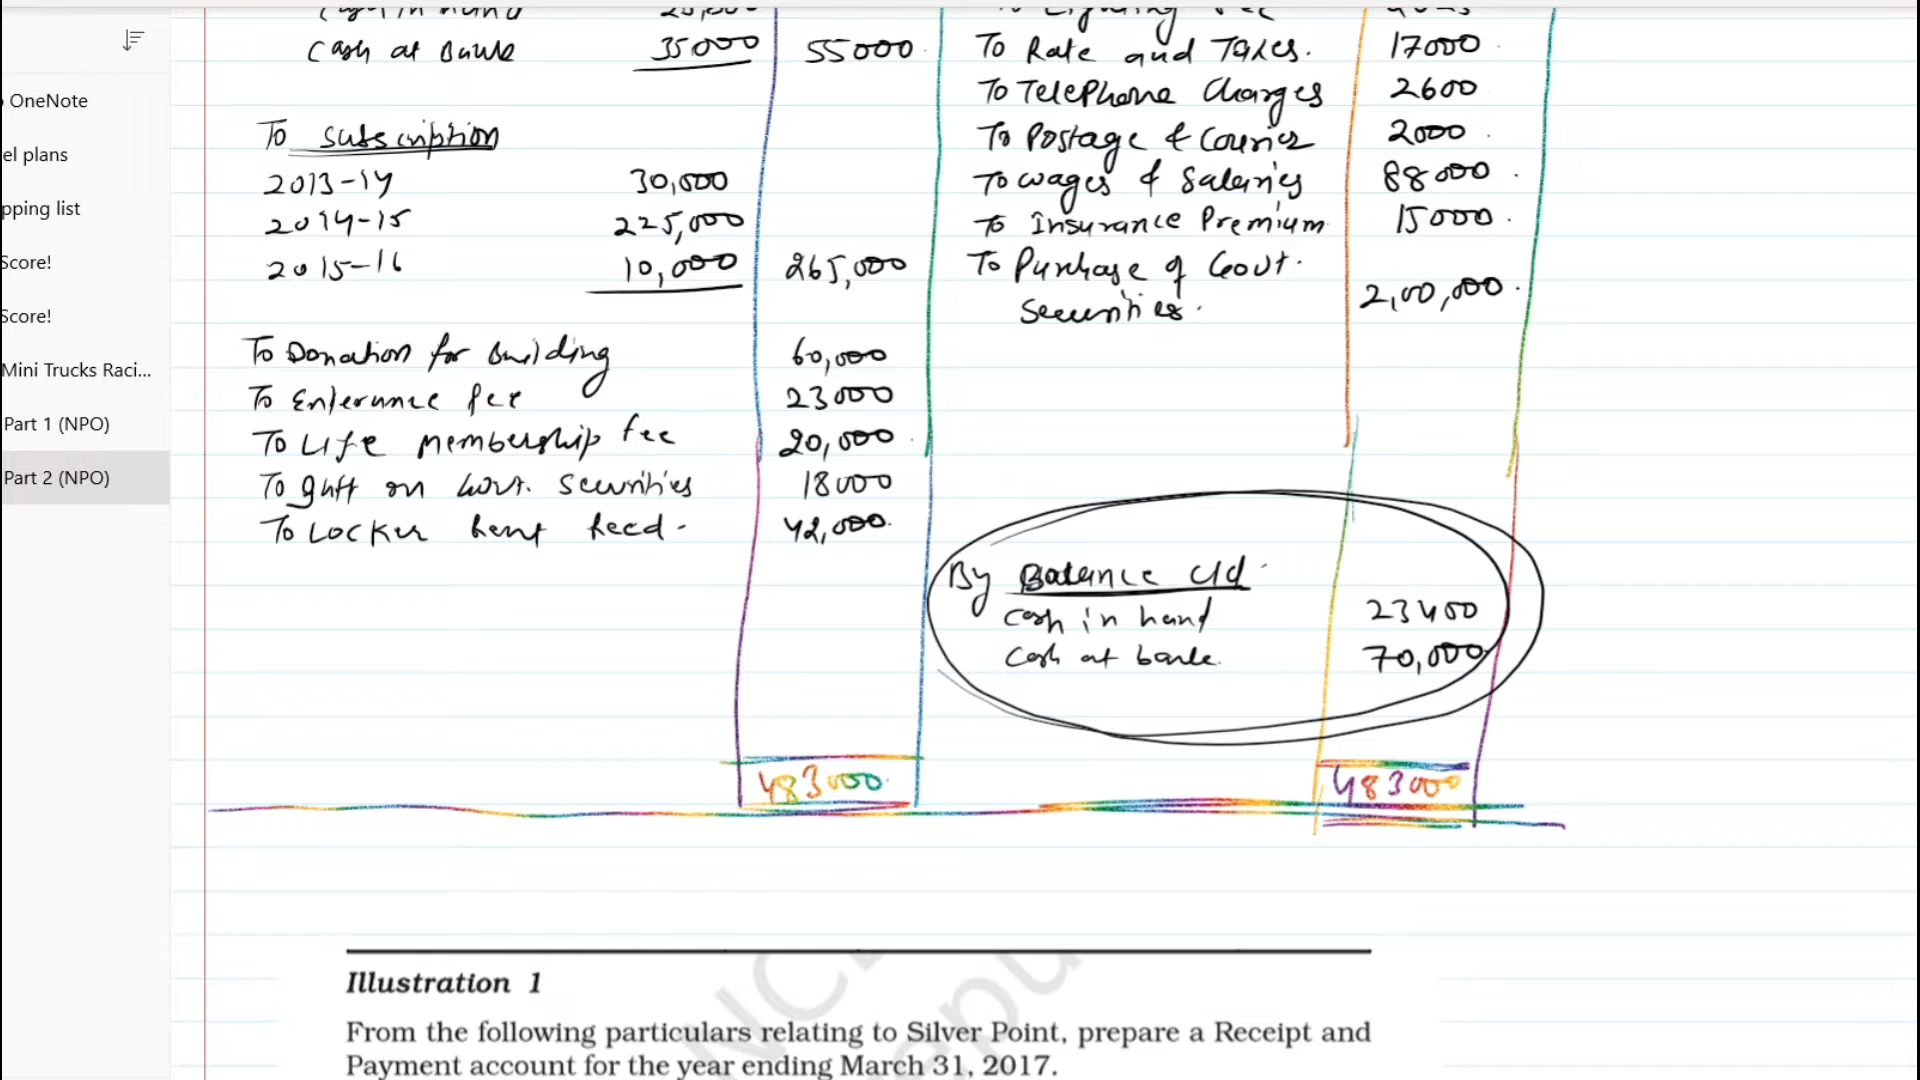 Cash in hand
Cash at Bank 35000 55000
To Subscription
2013-14 30,000
2014-15 225,000
2015-16 10,000 265,000
To Donation for Building 60,000
To Enterance fee 23000
To Life membership fee 20,000
To on Govt. Securities 18000
To Locker Rent Recd. 42,000
483000
To Rate and Taxes. 17000
To Telephone Charges 2600
To Postage & Courier 2000
To wages & Salaries 88000
To Insurance Premium 15000
To Purchase of Govt.
Securities. 2,00,000
By Balance c/d
Cash in hand 23400
Cash at bank. 70,000
483000
OneNote
el plans
pping list
Score!
Score!
Mini Trucks Raci...
Part 1 (NPO)
Part 2 (NPO)
Illustration 1
From the following particulars relating to Silver Point, prepare a Receipt and
Payment account for the year ending March 31, 2017.